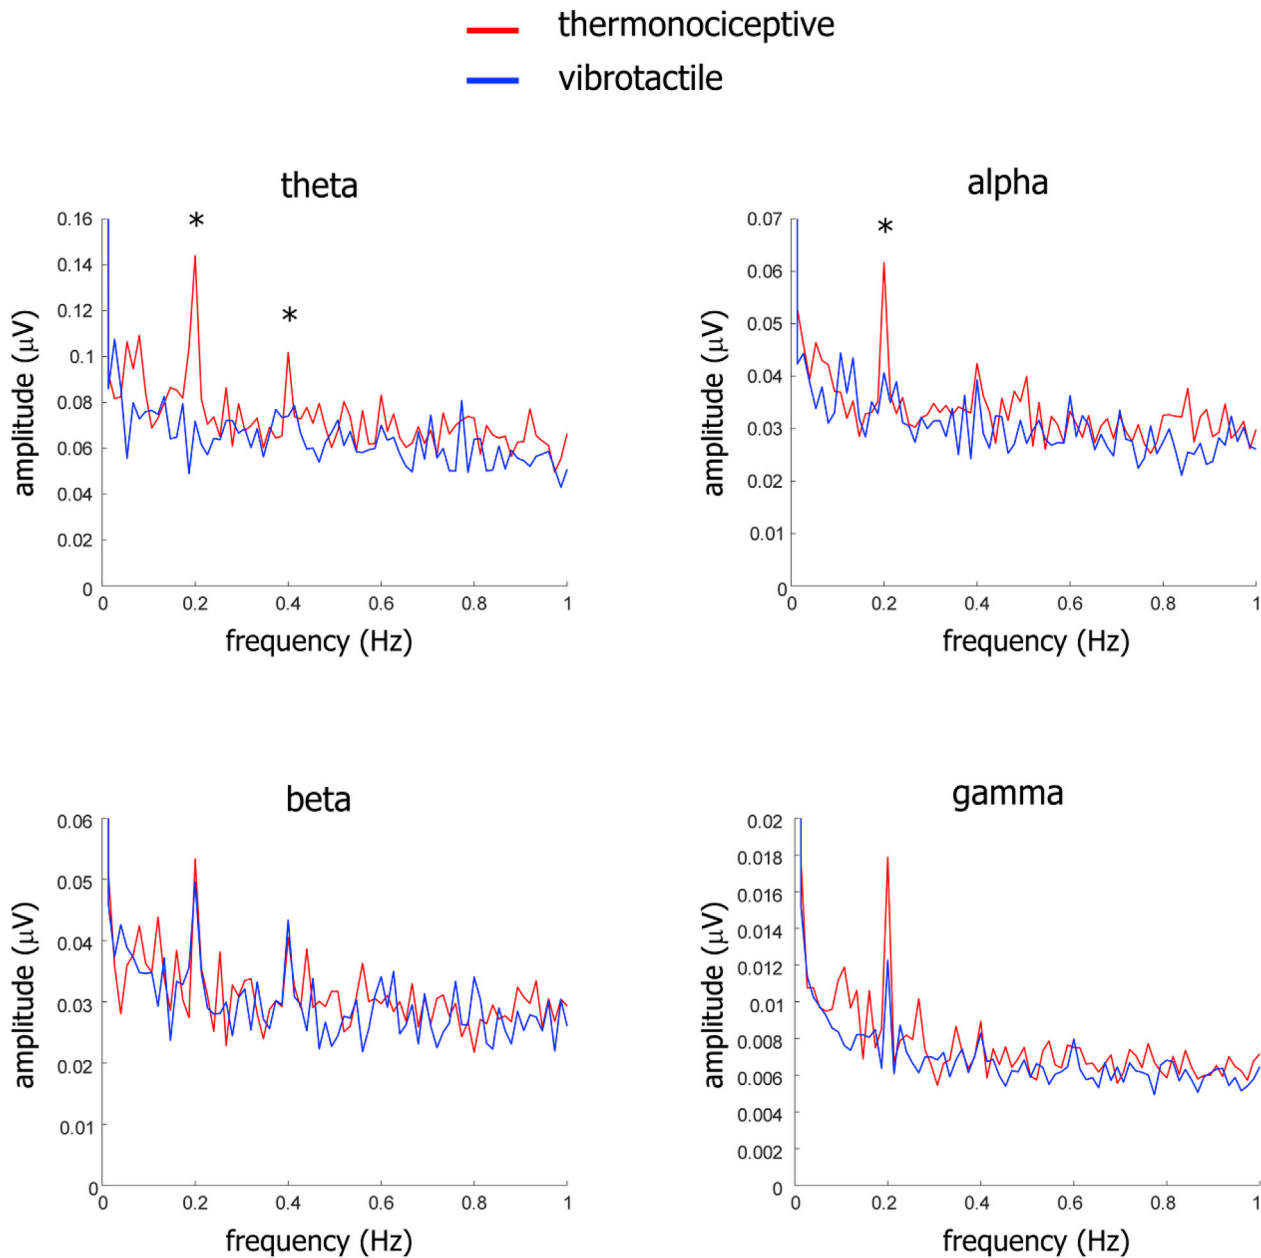 thermonociceptive
vibrotactile
theta
*
*
0.16
0.14
0.12
0.1
0.08
0.06
0.04
0.02
0
amplitude (μV)
0 0.2 0.4 0.6 0.8 1
frequency (Hz)
alpha
*
0.07
0.06
0.05
0.04
0.03
0.02
0.01
0
amplitude (μV)
0 0.2 0.4 0.6 0.8 1
frequency (Hz)
beta
0.06
0.05
0.04
0.03
0.02
0.01
0
amplitude (μV)
0 0.2 0.4 0.6 0.8 1
frequency (Hz)
gamma
0.02
0.018
0.016
0.014
0.012
0.01
0.008
0.006
0.004
0.002
0
amplitude (μV)
0 0.2 0.4 0.6 0.8 1
frequency (Hz)